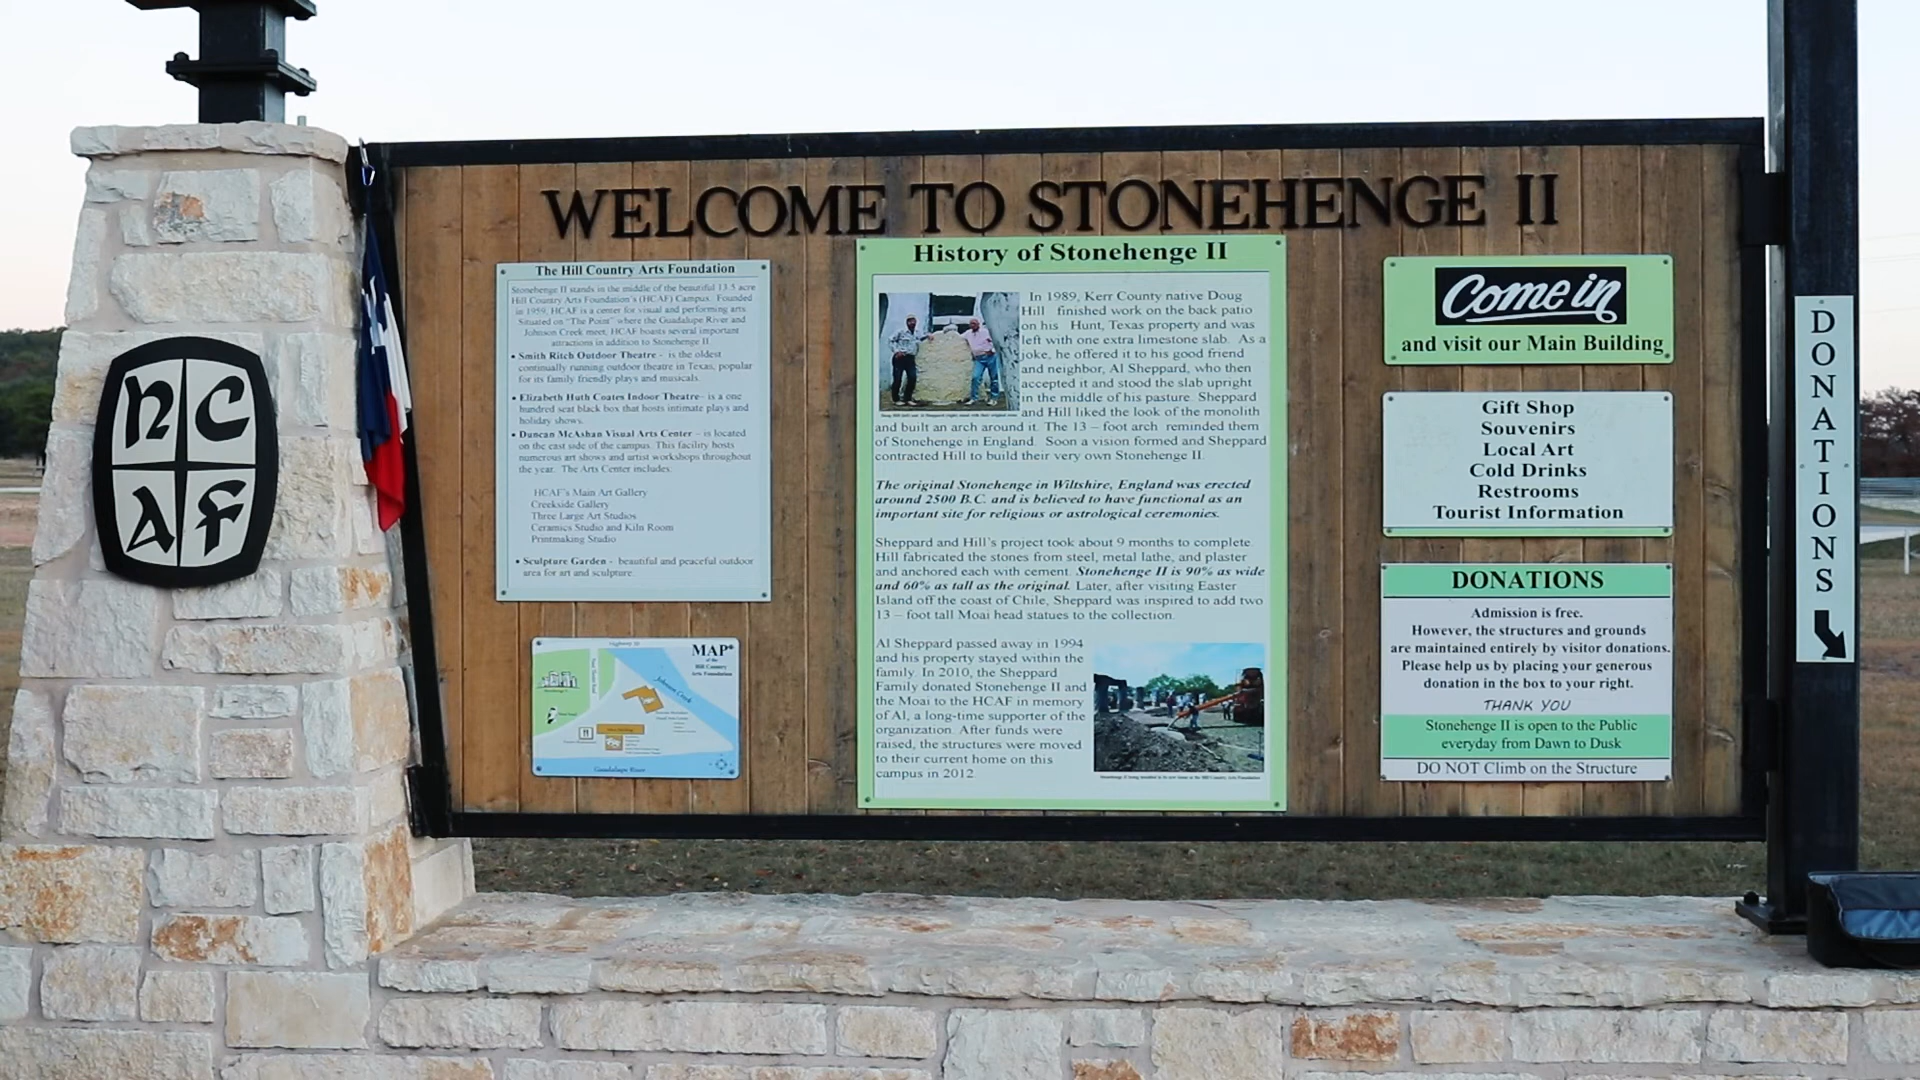 WELCOME TO STONEHENGE II
HC
AF
The Hill Country Arts Foundation
Stonehenge II stands in the middle of the beautiful 13.5 acre
Hill Country Arts Foundation's (HCAF) Campus. Founded
in 1959, HCAF is a center for visual and performing arts.
Situated on "The Point" where the Guadalupe River and
Johnson Creek meet, HCAF boasts several important
attractions in addition to Stonehenge II.
• Smith Ritch Outdoor Theatre - is the oldest
continually running outdoor theatre in Texas, popular
for its family friendly plays and musicals.
• Elizabeth Huth Coates Indoor Theatre- is a one
hundred seat black box that hosts intimate plays and
holiday shows.
• Duncan McAshan Visual Arts Center - is located
on the east side of the campus. This facility hosts
numerous art shows and artist workshops throughout
the year. The Arts Center includes:
HCAF's Main Art Gallery
Creekside Gallery
Three Large Art Studios
Ceramics Studio and Kiln Room
Printmaking Studio
• Sculpture Garden - beautiful and peaceful outdoor
area for art and sculpture.
MAP
of the
Hill Country
Arts Foundation
Johnson Creek
Guadalupe River
History of Stonehenge II
In 1989, Kerr County native Doug
Hill finished work on the back patio
on his Hunt, Texas property and was
left with one extra limestone slab. As a
joke, he offered it to his good friend
and neighbor, Al Sheppard, who then
accepted it and stood the slab upright
in the middle of his pasture. Sheppard
and Hill liked the look of the monolith
and built an arch around it. The 13 – foot arch reminded them
of Stonehenge in England. Soon a vision formed and Sheppard
contracted Hill to build their very own Stonehenge II.
The original Stonehenge in Wiltshire, England was erected
around 2500 B.C. and is believed to have functional as an
important site for religious or astrological ceremonies.
Sheppard and Hill's project took about 9 months to complete.
Hill fabricated the stones from steel, metal lathe, and plaster
and anchored each with cement. Stonehenge II is 90% as wide
and 60% as tall as the original. Later, after visiting Easter
Island off the coast of Chile, Sheppard was inspired to add two
13 – foot tall Moai head statues to the collection.
Al Sheppard passed away in 1994
and his property stayed within the
family. In 2010, the Sheppard
Family donated Stonehenge II and
the Moai to the HCAF in memory
of Al, a long-time supporter of the
organization. After funds were
raised, the structures were moved
to their current home on this
campus in 2012.
Come in
and visit our Main Building
Gift Shop
Souvenirs
Local Art
Cold Drinks
Restrooms
Tourist Information
DONATIONS
Admission is free.
However, the structures and grounds
are maintained entirely by visitor donations.
Please help us by placing your generous
donation in the box to your right.
THANK YOU
Stonehenge II is open to the Public
everyday from Dawn to Dusk
DO NOT Climb on the Structure
DONATIONS